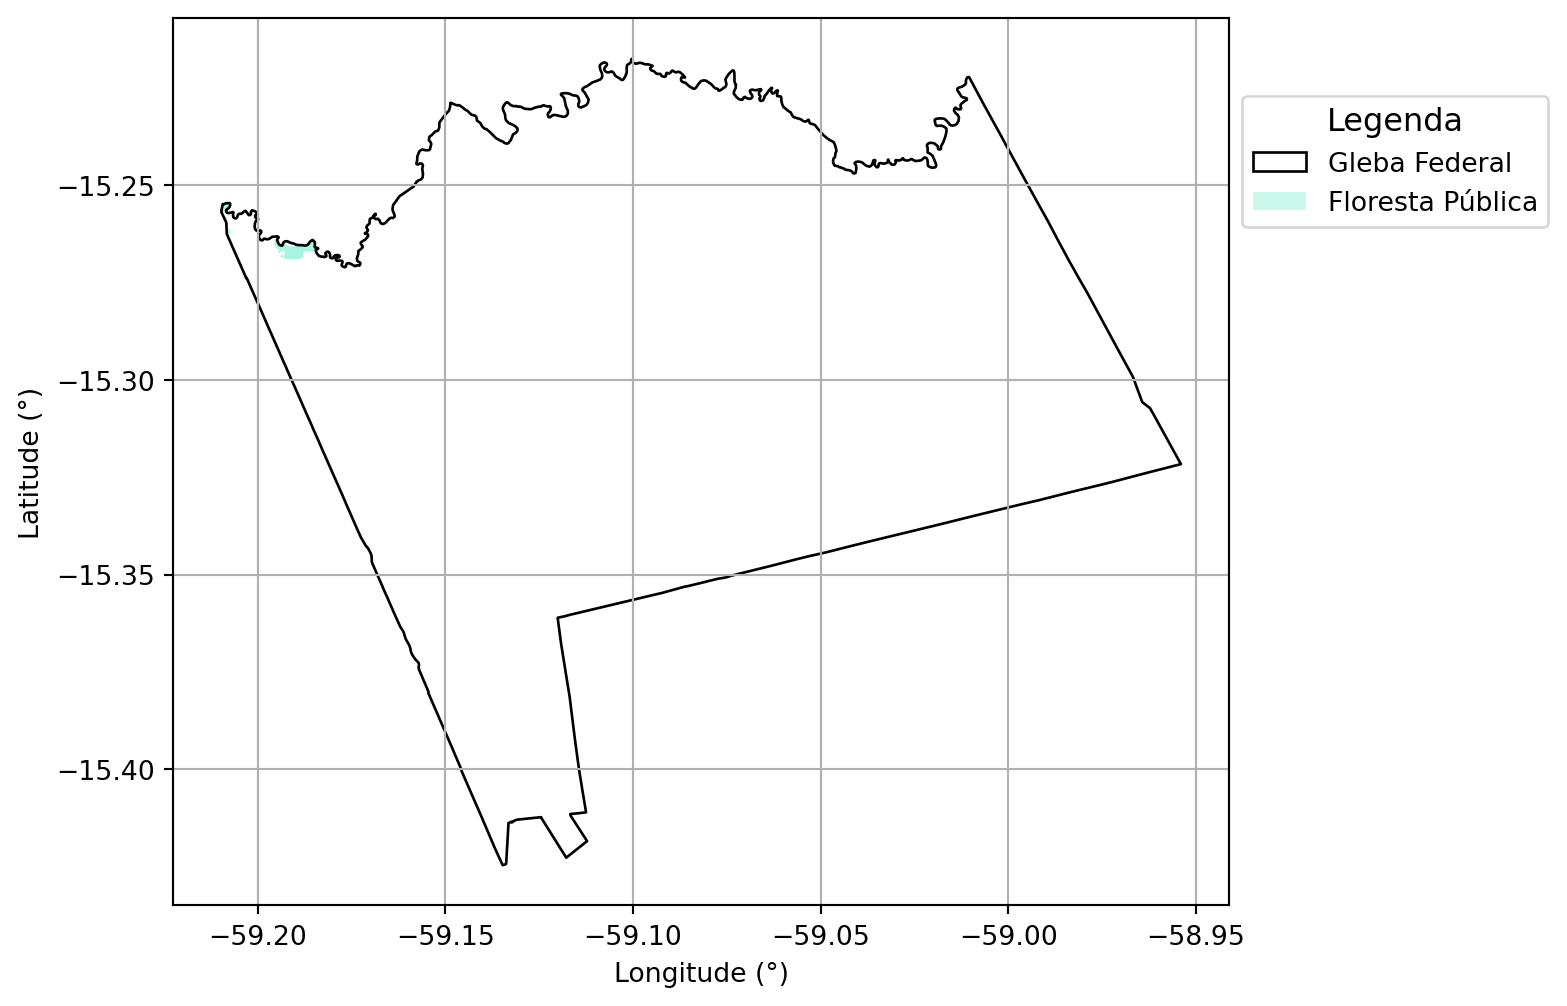 Legenda
Gleba Federal
Floresta Pública
−15.25
−15.30
−15.35
−15.40
Latitude (°)
−59.20
−59.15
−59.10
−59.05
−59.00
−58.95
Longitude (°)